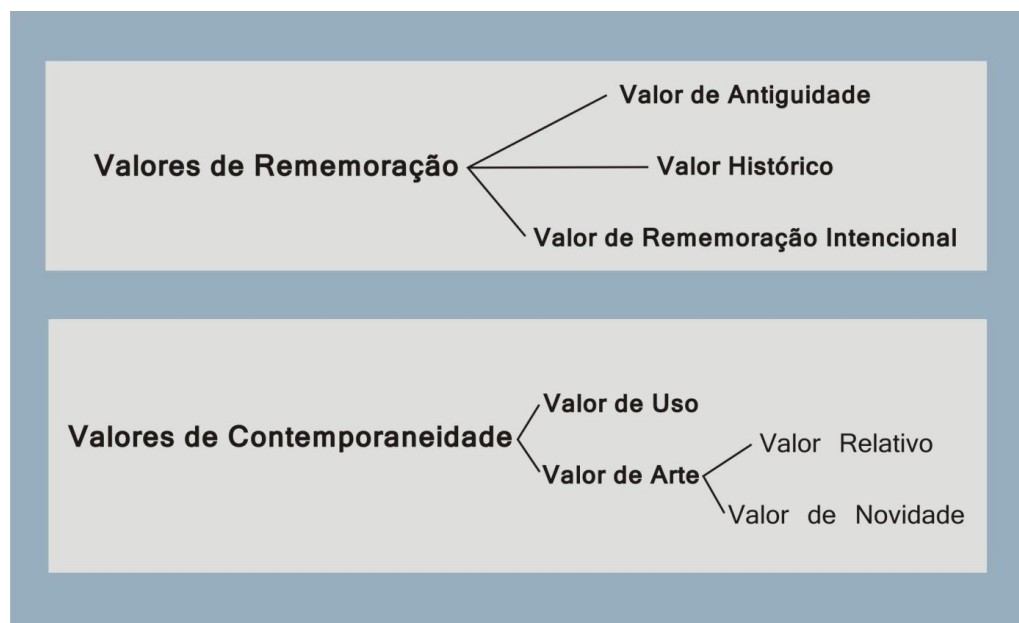 Valores de Rememoração
Valor de Antiguidade
Valor Histórico
Valor de Rememoração Intencional
Valores de Contemporaneidade
Valor de Uso
Valor de Arte
Valor Relativo
Valor de Novidade